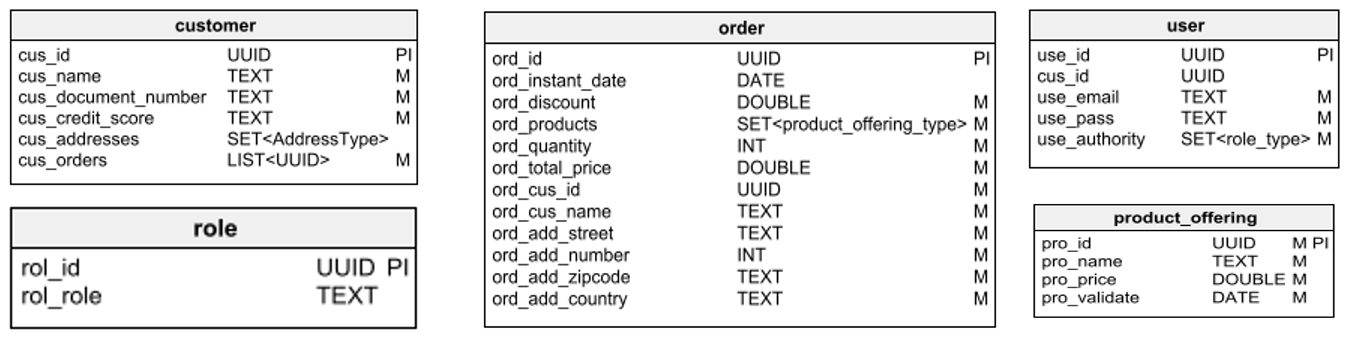 customer
cus_id UUID PI
cus_name TEXT M
cus_document_number TEXT M
cus_credit_score TEXT M
cus_addresses SET<AddressType>
cus_orders LIST<UUID> M
role
rol_id UUID PI
rol_role TEXT
order
ord_id UUID PI
ord_instant_date DATE
ord_discount DOUBLE M
ord_products SET<product_offering_type> M
ord_quantity INT M
ord_total_price DOUBLE M
ord_cus_id UUID M
ord_cus_name TEXT M
ord_add_street TEXT M
ord_add_number INT M
ord_add_zipcode TEXT M
ord_add_country TEXT M
user
use_id UUID PI
cus_id UUID
use_email TEXT M
use_pass TEXT M
use_authority SET<role_type> M
product_offering
pro_id UUID M PI
pro_name TEXT M
pro_price DOUBLE M
pro_validate DATE M